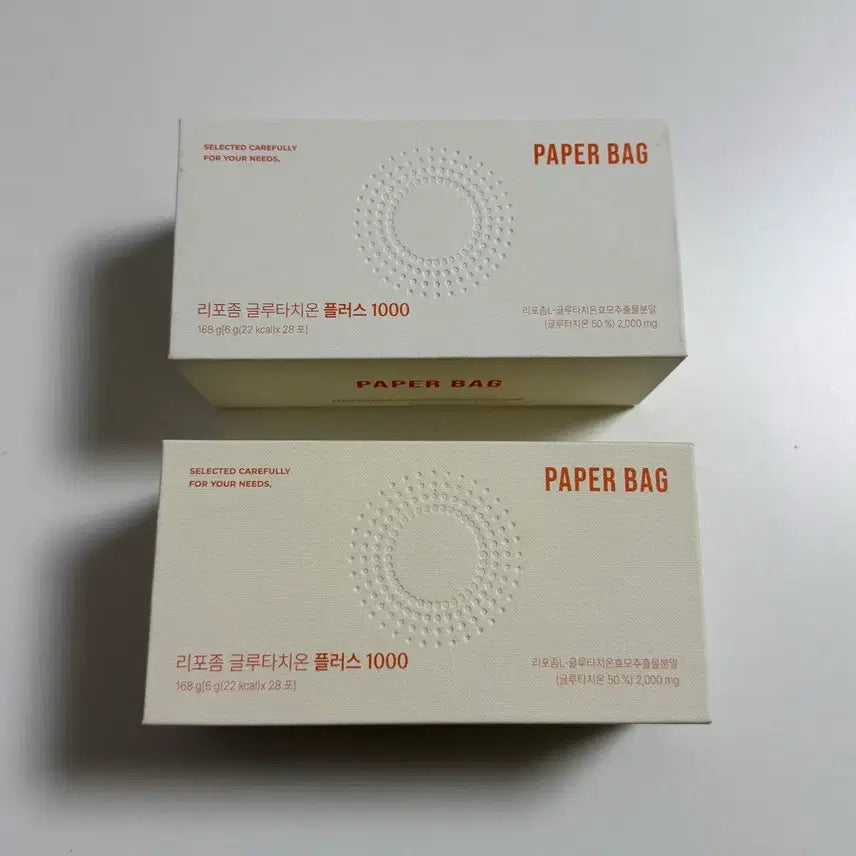 SELECTED CAREFULLY
FOR YOUR NEEDS,
PAPER BAG
리포좀 글루타치온 플러스 1000
168 g[6 g(22 kcal)x 28 포]
리포좀L-글루타치온효모추출물분말
(글루타치온 50 %) 2,000 mg
PAPER BAG
SELECTED CAREFULLY
FOR YOUR NEEDS,
PAPER BAG
리포좀 글루타치온 플러스 1000
168 g[6 g(22 kcal)x 28 포]
리포좀L-글루타치온효모추출물분말
(글루타치온 50 %) 2,000 mg